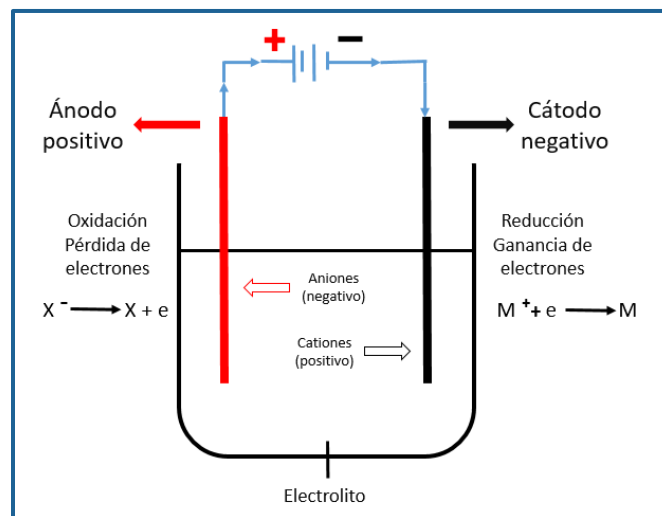 + −
Ánodo
positivo
Cátodo
negativo
Oxidación
Pérdida de
electrones
X⁻ → X + e
Aniones
(negativo)
Cationes
(positivo)
Reducción
Ganancia de
electrones
M⁺ + e → M
Electrolito